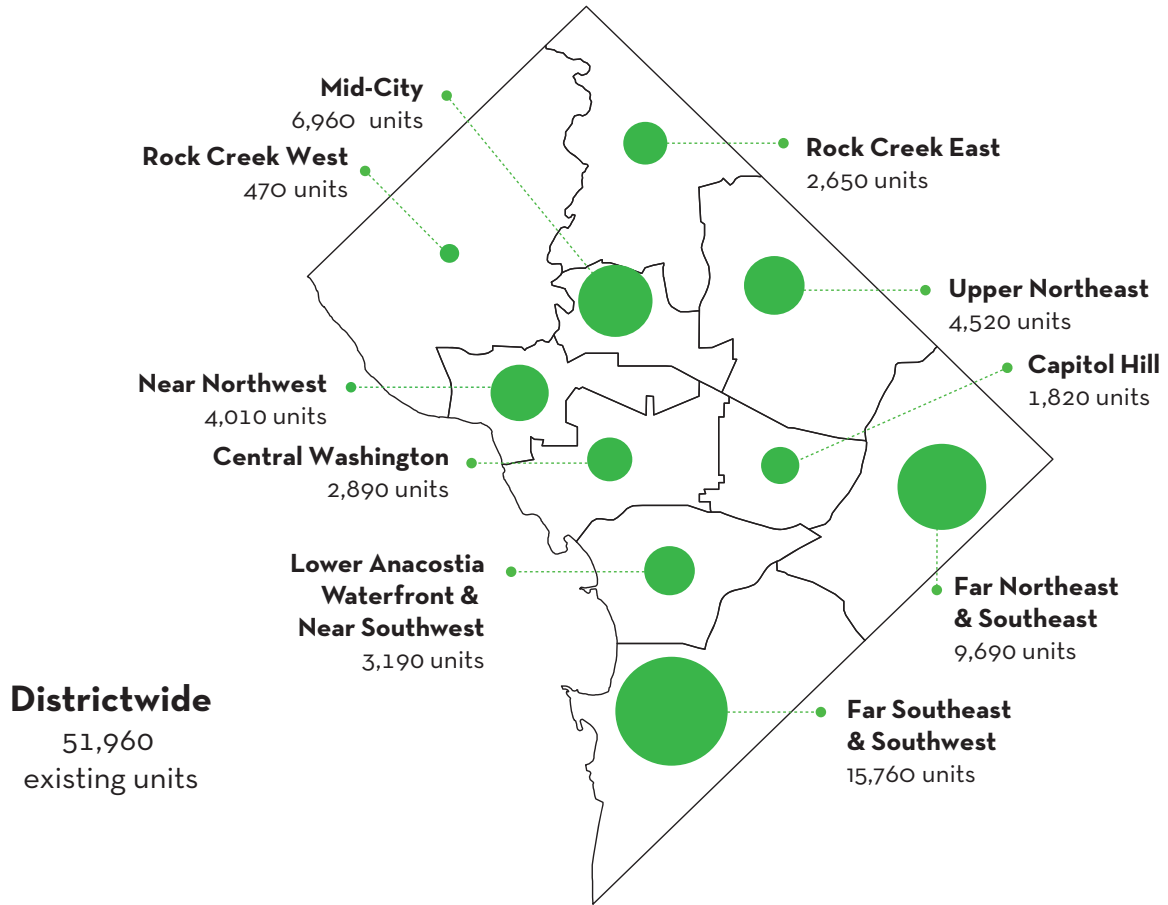 Mid-City
6,960 units
Rock Creek West
470 units
Rock Creek East
2,650 units
Upper Northeast
4,520 units
Capitol Hill
1,820 units
Near Northwest
4,010 units
Central Washington
2,890 units
Lower Anacostia
Waterfront &
Near Southwest
3,190 units
Far Northeast
& Southeast
9,690 units
Districtwide
51,960
existing units
Far Southeast
& Southwest
15,760 units